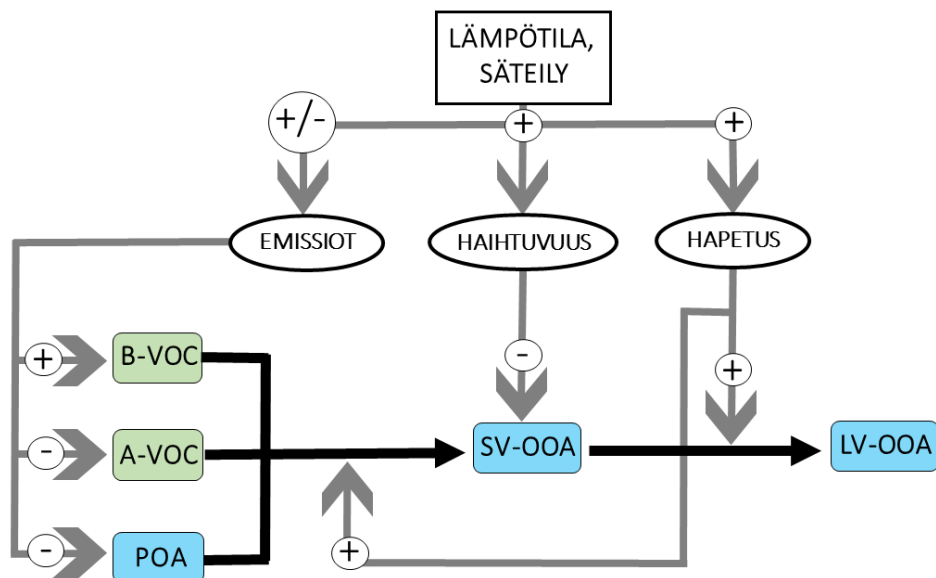 LÄMPÖTILA,
SÄTEILY
+/-
+
+
EMISSIOT
HAIHTUVUUS
HAPETUS
+
B-VOC
-
+
-
A-VOC
SV-OOA
LV-OOA
-
POA
+